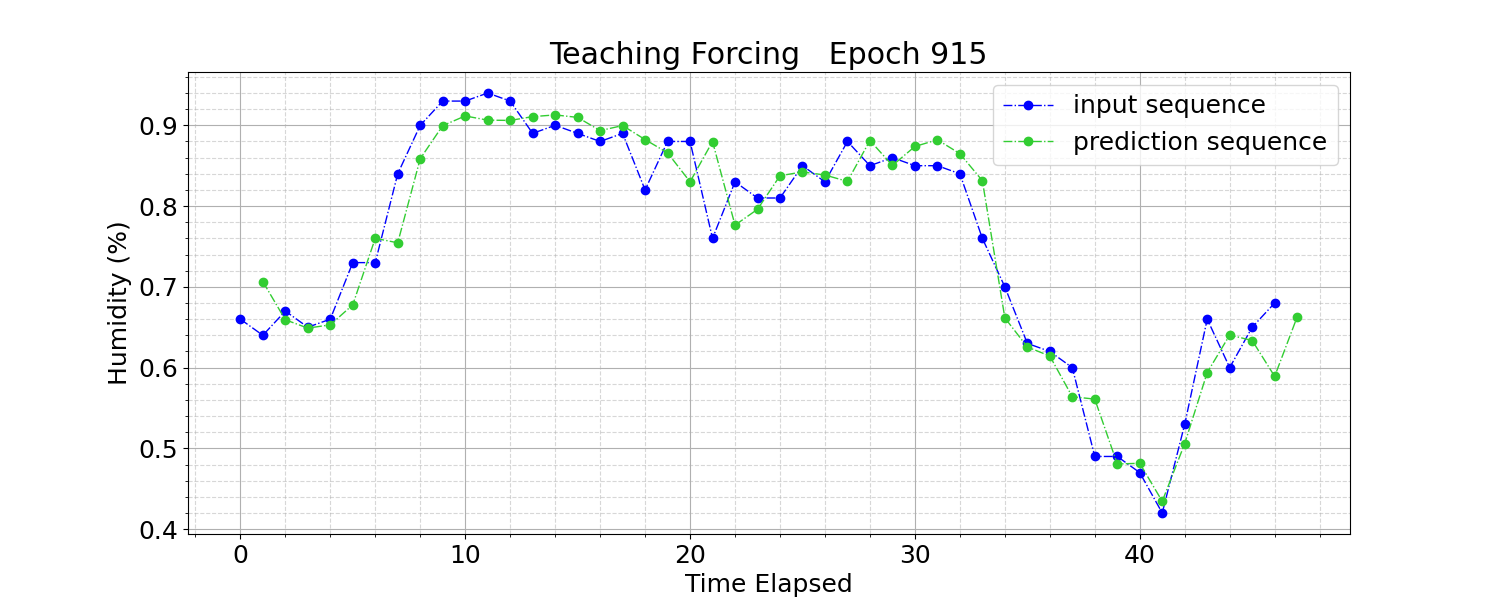 Teaching Forcing   Epoch 915
input sequence
prediction sequence
Humidity (%)
0.9
0.8
0.7
0.6
0.5
0.4
0 10 20 30 40
Time Elapsed